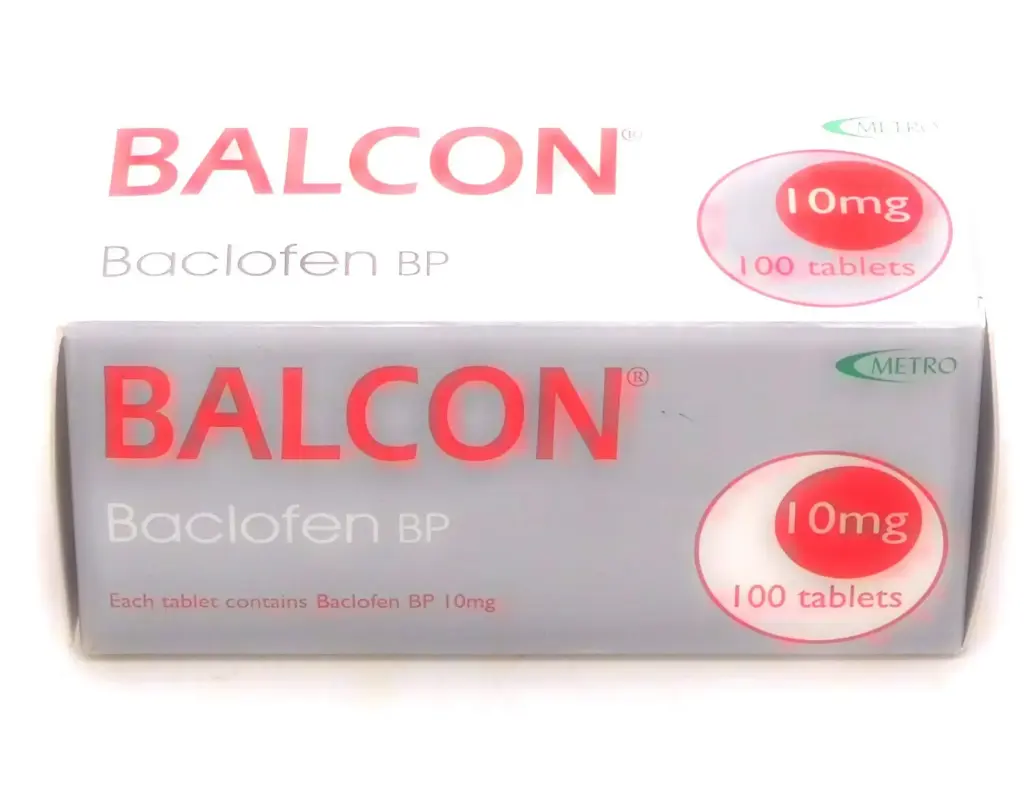 BALCON®
METRO
Baclofen BP
10mg
100 tablets
BALCON®
METRO
Baclofen BP
10mg
Each tablet contains Baclofen BP 10mg
100 tablets